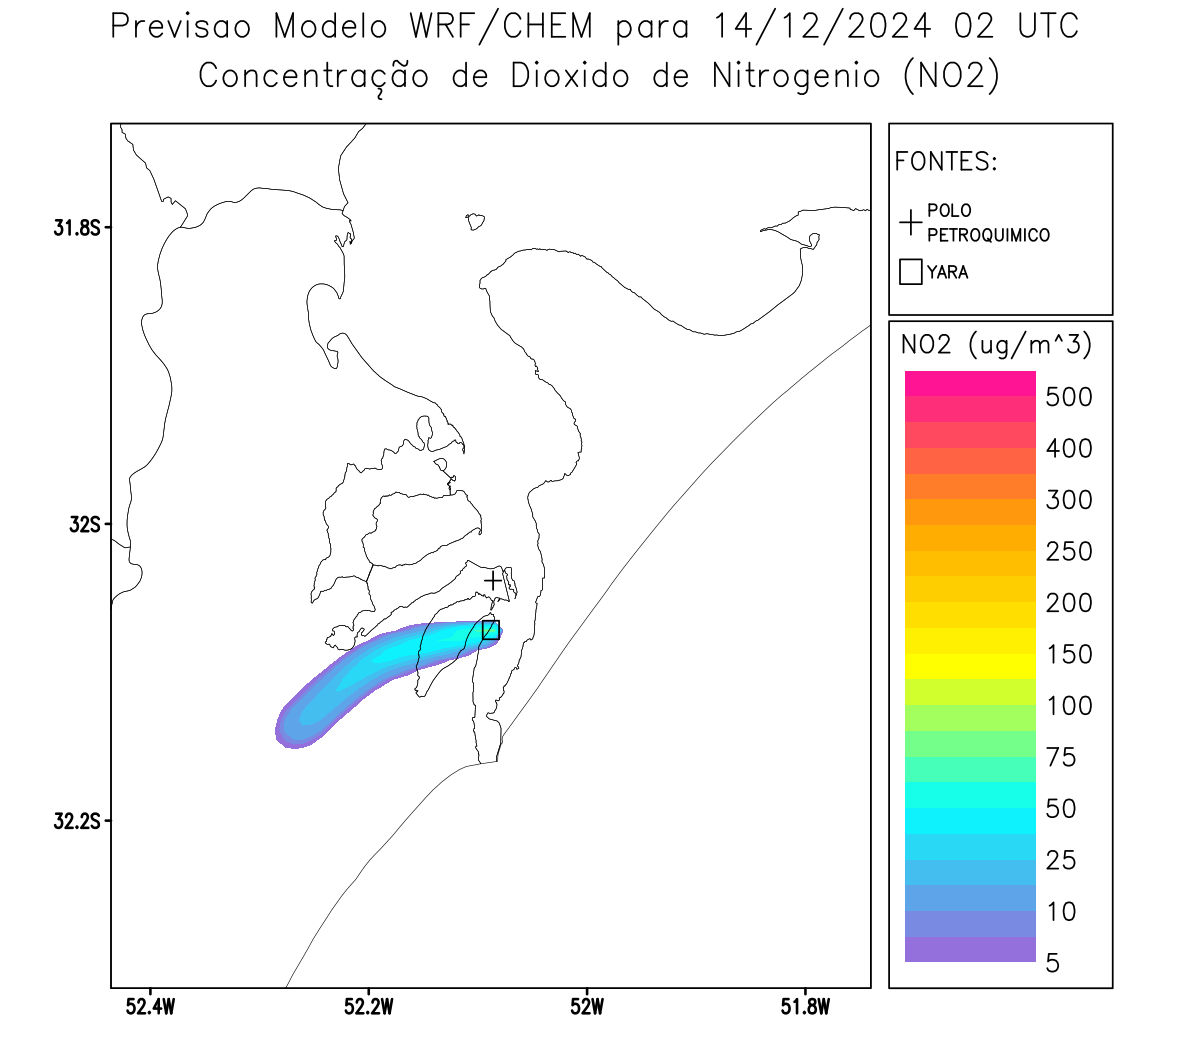 Previsao Modelo WRF/CHEM para 14/12/2024 02 UTC
Concentração de Dioxido de Nitrogenio (NO2)
FONTES:
POLO
PETROQUIMICO
YARA
31.8S
32S
32.2S
52.4W
52.2W
52W
51.8W
NO2 (ug/m^3)
500
400
300
250
200
150
100
75
50
25
10
5